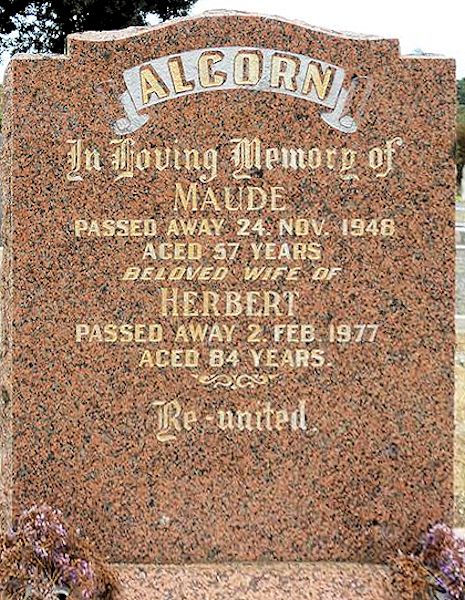 ALCORN
In Loving Memory of
MAUDE
PASSED AWAY 24. NOV. 1948
AGED 57 YEARS
BELOVED WIFE OF
HERBERT
PASSED AWAY 2. FEB. 1977
AGED 84 YEARS.
Re-united.